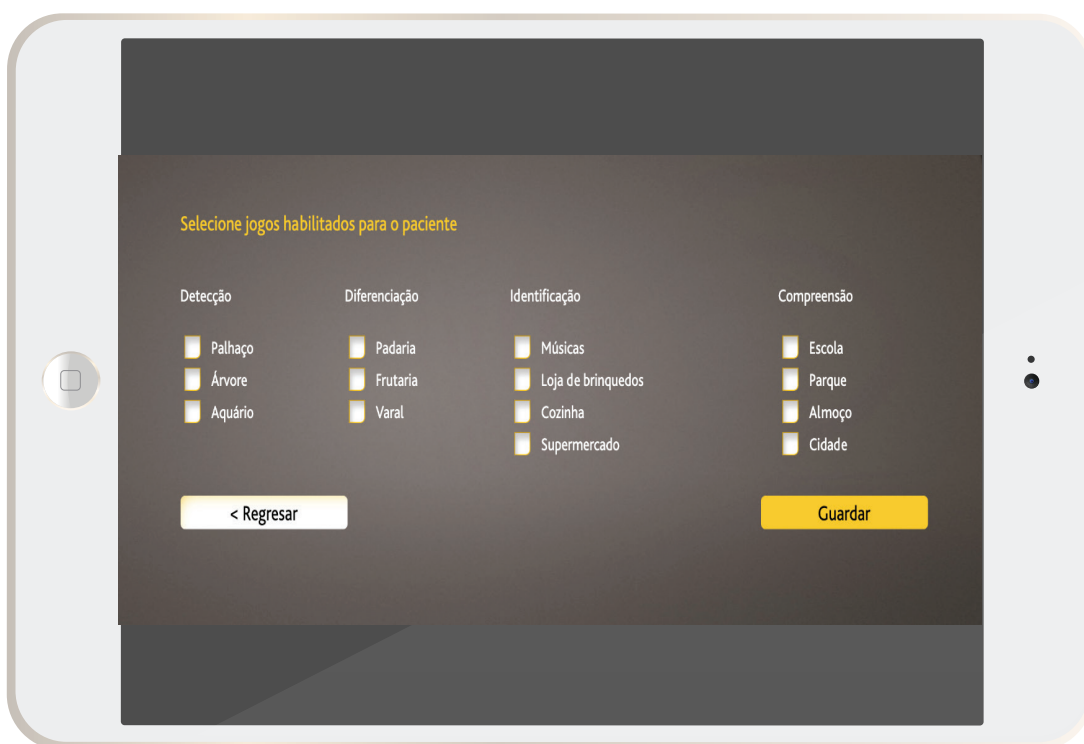 Selecione jogos habilitados para o paciente
Detecção
Palhaço
Árvore
Aquário
Diferenciação
Padaria
Frutaria
Varal
Identificação
Músicas
Loja de brinquedos
Cozinha
Supermercado
Compreensão
Escola
Parque
Almoço
Cidade
< Regresar
Guardar